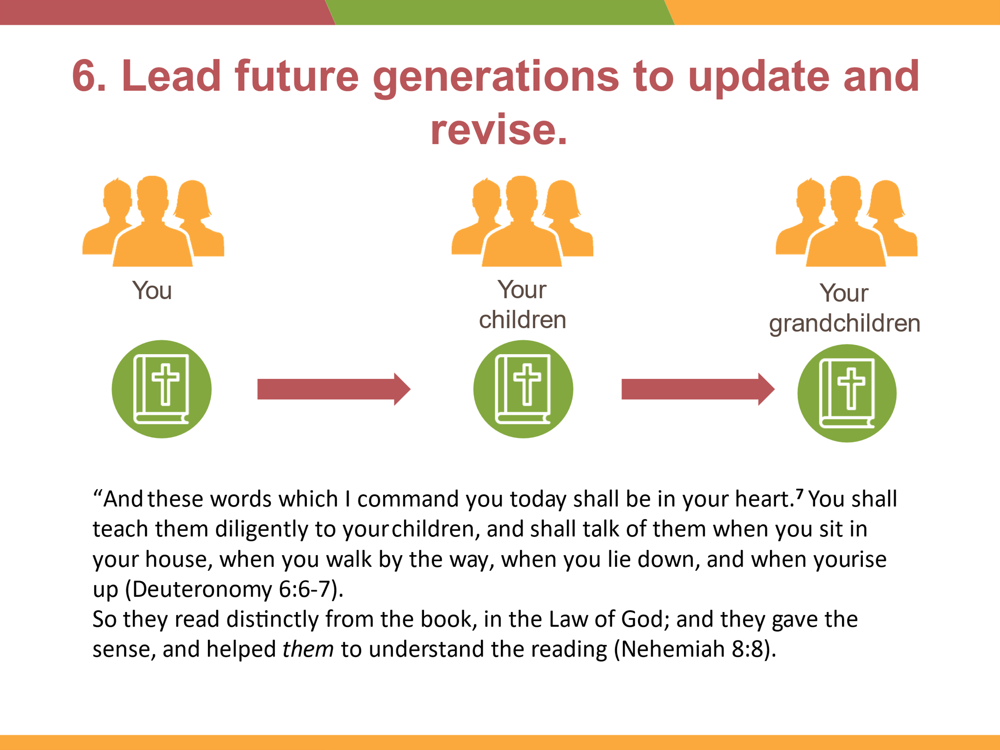 6. Lead future generations to update and
revise.
You
Your
children
Your
grandchildren
“And these words which I command you today shall be in your heart.⁷ You shall
teach them diligently to your children, and shall talk of them when you sit in
your house, when you walk by the way, when you lie down, and when yourise
up (Deuteronomy 6:6-7).
So they read distinctly from the book, in the Law of God; and they gave the
sense, and helped them to understand the reading (Nehemiah 8:8).